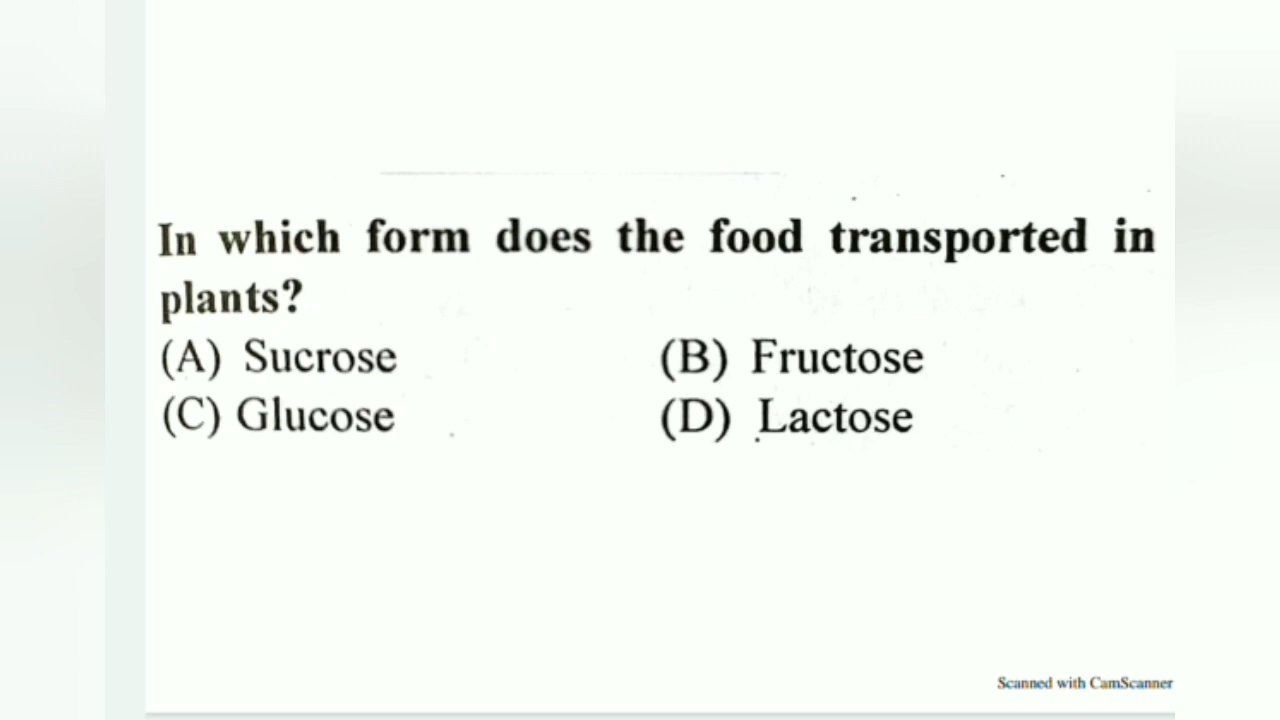 In which form does the food transported in
plants?
(A) Sucrose (B) Fructose
(C) Glucose (D) Lactose
Scanned with CamScanner